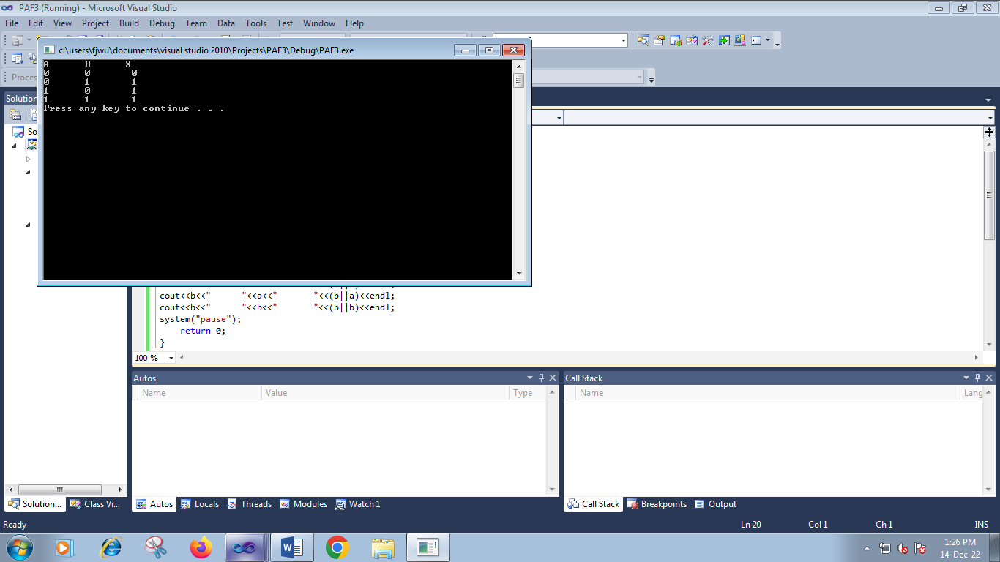 PAF3 (Running) - Microsoft Visual Studio
File Edit View Project Build Debug Team Data Tools Test Window Help
c:\users\fjwu\documents\visual studio 2010\Projects\PAF3\Debug\PAF3.exe
A B X
0 0 0
0 1 1
1 0 1
1 1 1
Press any key to continue . . .
Proces
Solution
So
cout<<b<<"      "<<a<<"       "<<(b||a)<<endl;
cout<<b<<"      "<<b<<"       "<<(b||b)<<endl;
system("pause");
return 0;
}
100 %
Autos
Name Value Type
Call Stack
Name Lang
Solution... Class Vi...
Autos Locals Threads Modules Watch 1
Call Stack Breakpoints Output
Ready Ln 20 Col 1 Ch 1 INS
1:26 PM
14-Dec-22